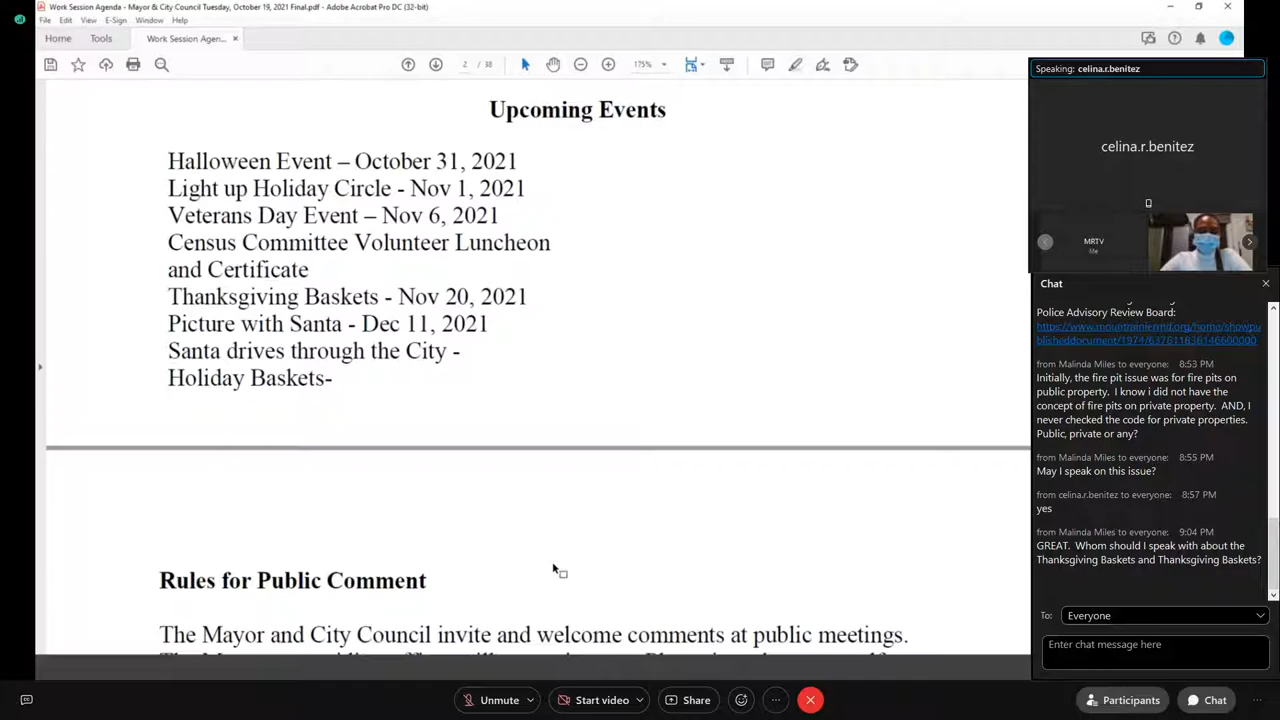 Work Session Agenda - Mayor & City Council Tuesday, October 19, 2021 Final.pdf - Adobe Acrobat Pro DC (32-bit)
File Edit View E-Sign Window Help
Home Tools Work Session Agen... ×
2 / 38 175%
Upcoming Events
Halloween Event – October 31, 2021
Light up Holiday Circle - Nov 1, 2021
Veterans Day Event – Nov 6, 2021
Census Committee Volunteer Luncheon
and Certificate
Thanksgiving Baskets - Nov 20, 2021
Picture with Santa - Dec 11, 2021
Santa drives through the City -
Holiday Baskets-
Rules for Public Comment
The Mayor and City Council invite and welcome comments at public meetings.
Speaking: celina.r.benitez
celina.r.benitez
MRTV
Me
Chat
Police Advisory Review Board:
from Malinda Miles to everyone: 8:53 PM
Initially, the fire pit issue was for fire pits on
public property. I know i did not have the
concept of fire pits on private property. AND, I
never checked the code for private properties.
Public, private or any?
from Malinda Miles to everyone: 8:55 PM
May I speak on this issue?
from celina.r.benitez to everyone: 8:57 PM
yes
from Malinda Miles to everyone: 9:04 PM
GREAT. Whom should I speak with about the
Thanksgiving Baskets and Thanksgiving Baskets?
To: Everyone
Enter chat message here
Unmute Start video Share Participants Chat